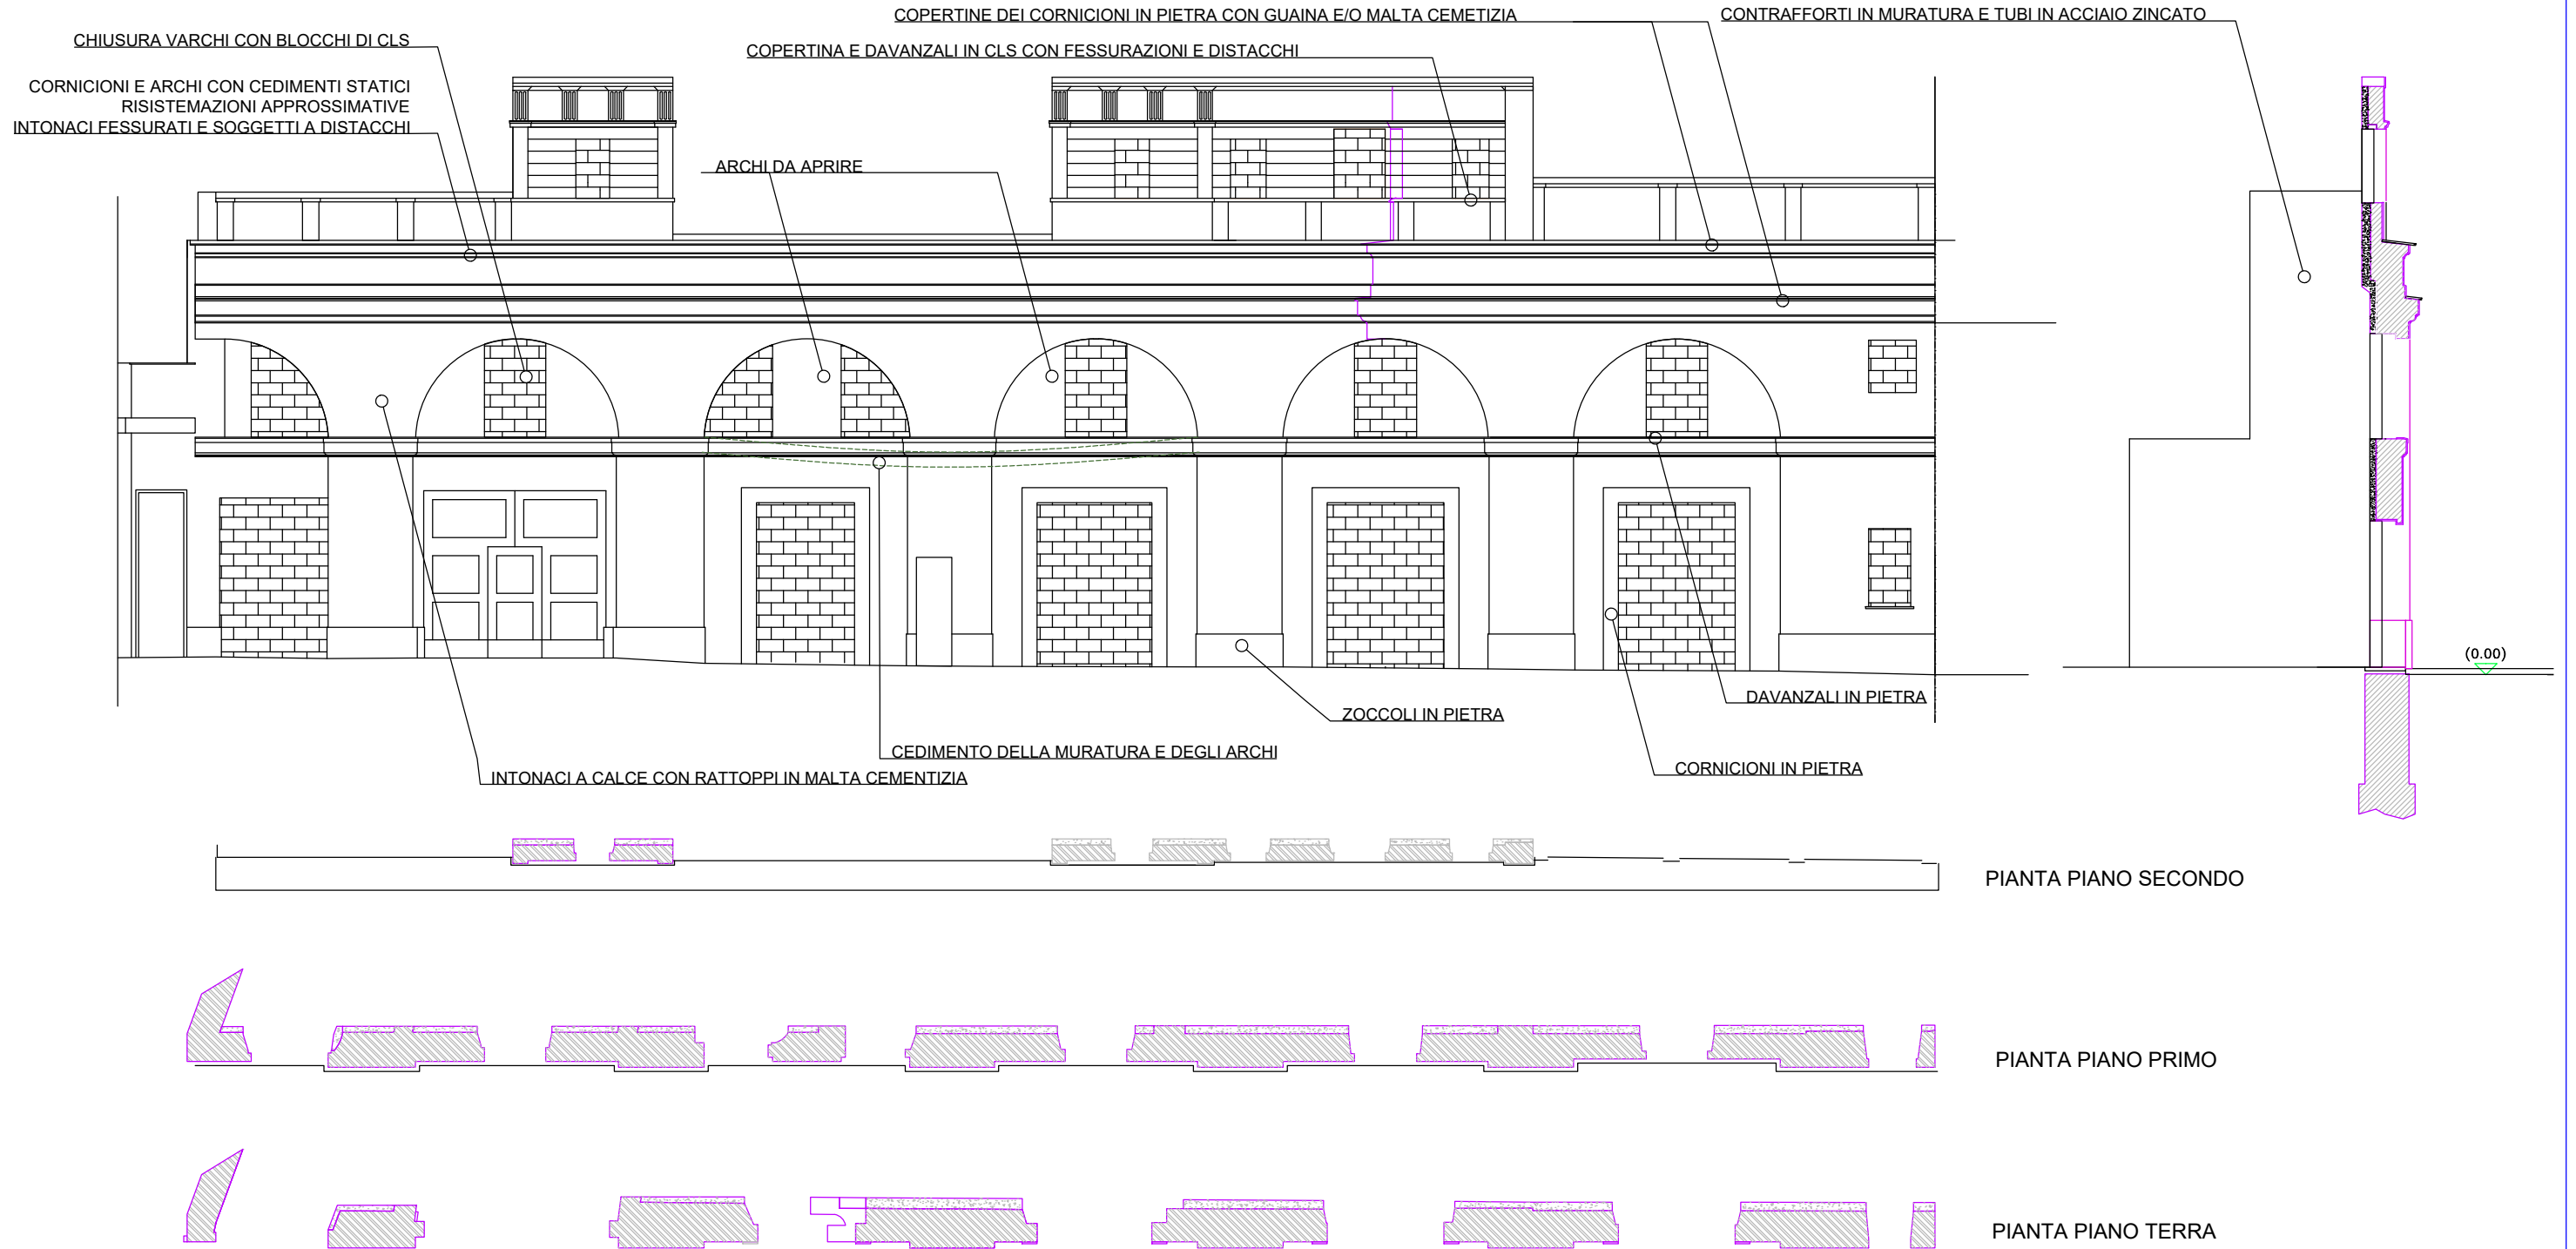 COPERTINE DEI CORNICIONI IN PIETRA CON GUAINA E/O MALTA CEMETIZIA
CONTRAFFORTI IN MURATURA E TUBI IN ACCIAIO ZINCATO
CHIUSURA VARCHI CON BLOCCHI DI CLS
COPERTINA E DAVANZALI IN CLS CON FESSURAZIONI E DISTACCHI
CORNICIONI E ARCHI CON CEDIMENTI STATICI
RISISTEMAZIONI APPROSSIMATIVE
INTONACI FESSURATI E SOGGETTI A DISTACCHI
ARCHI DA APRIRE
(0.00)
DAVANZALI IN PIETRA
ZOCCOLI IN PIETRA
CEDIMENTO DELLA MURATURA E DEGLI ARCHI
CORNICIONI IN PIETRA
INTONACI A CALCE CON RATTOPPI IN MALTA CEMENTIZIA
PIANTA PIANO SECONDO
PIANTA PIANO PRIMO
PIANTA PIANO TERRA